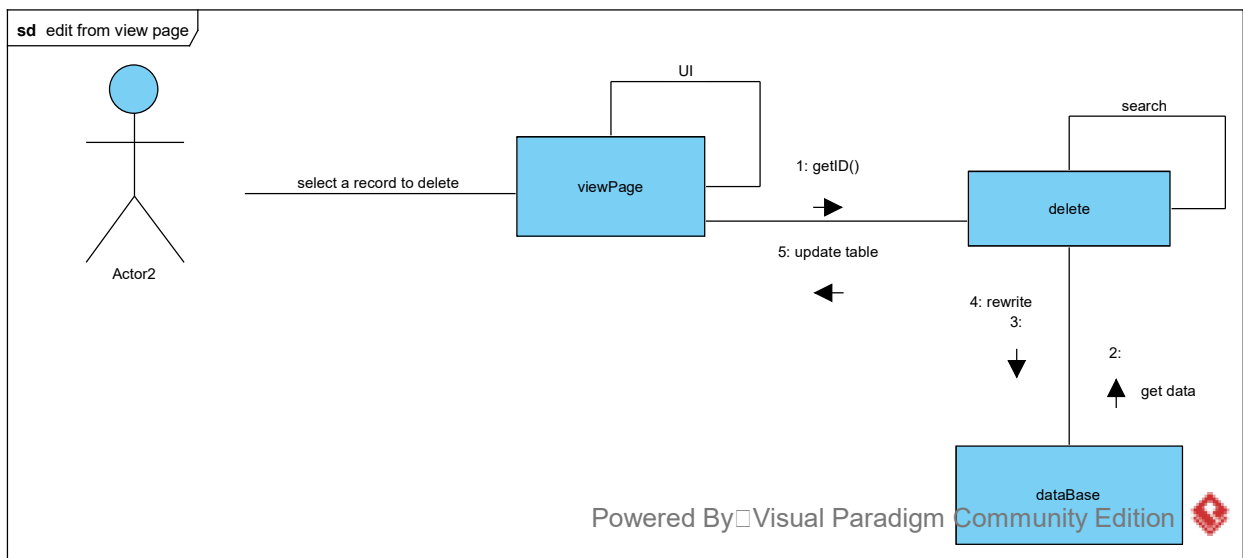 sd edit from view page
UI
search
viewPage
1: getID()
select a record to delete
delete
Actor2
5: update table
4: rewrite
3:
2:
get data
dataBase
Powered By□Visual Paradigm Community Edition